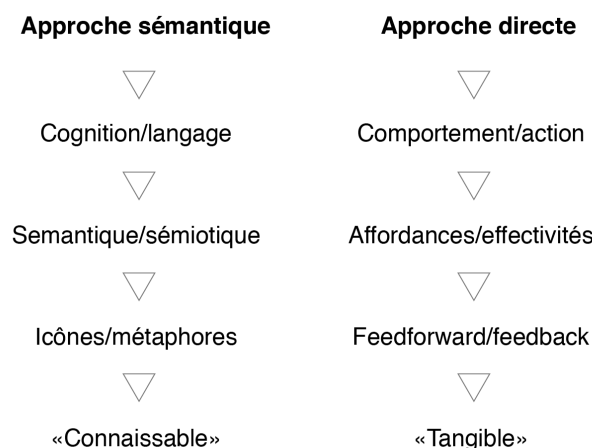 Approche sémantique
Approche directe
Cognition/langage
Comportement/action
Semantique/sémiotique
Affordances/effectivités
Icônes/métaphores
Feedforward/feedback
«Connaissable»
«Tangible»